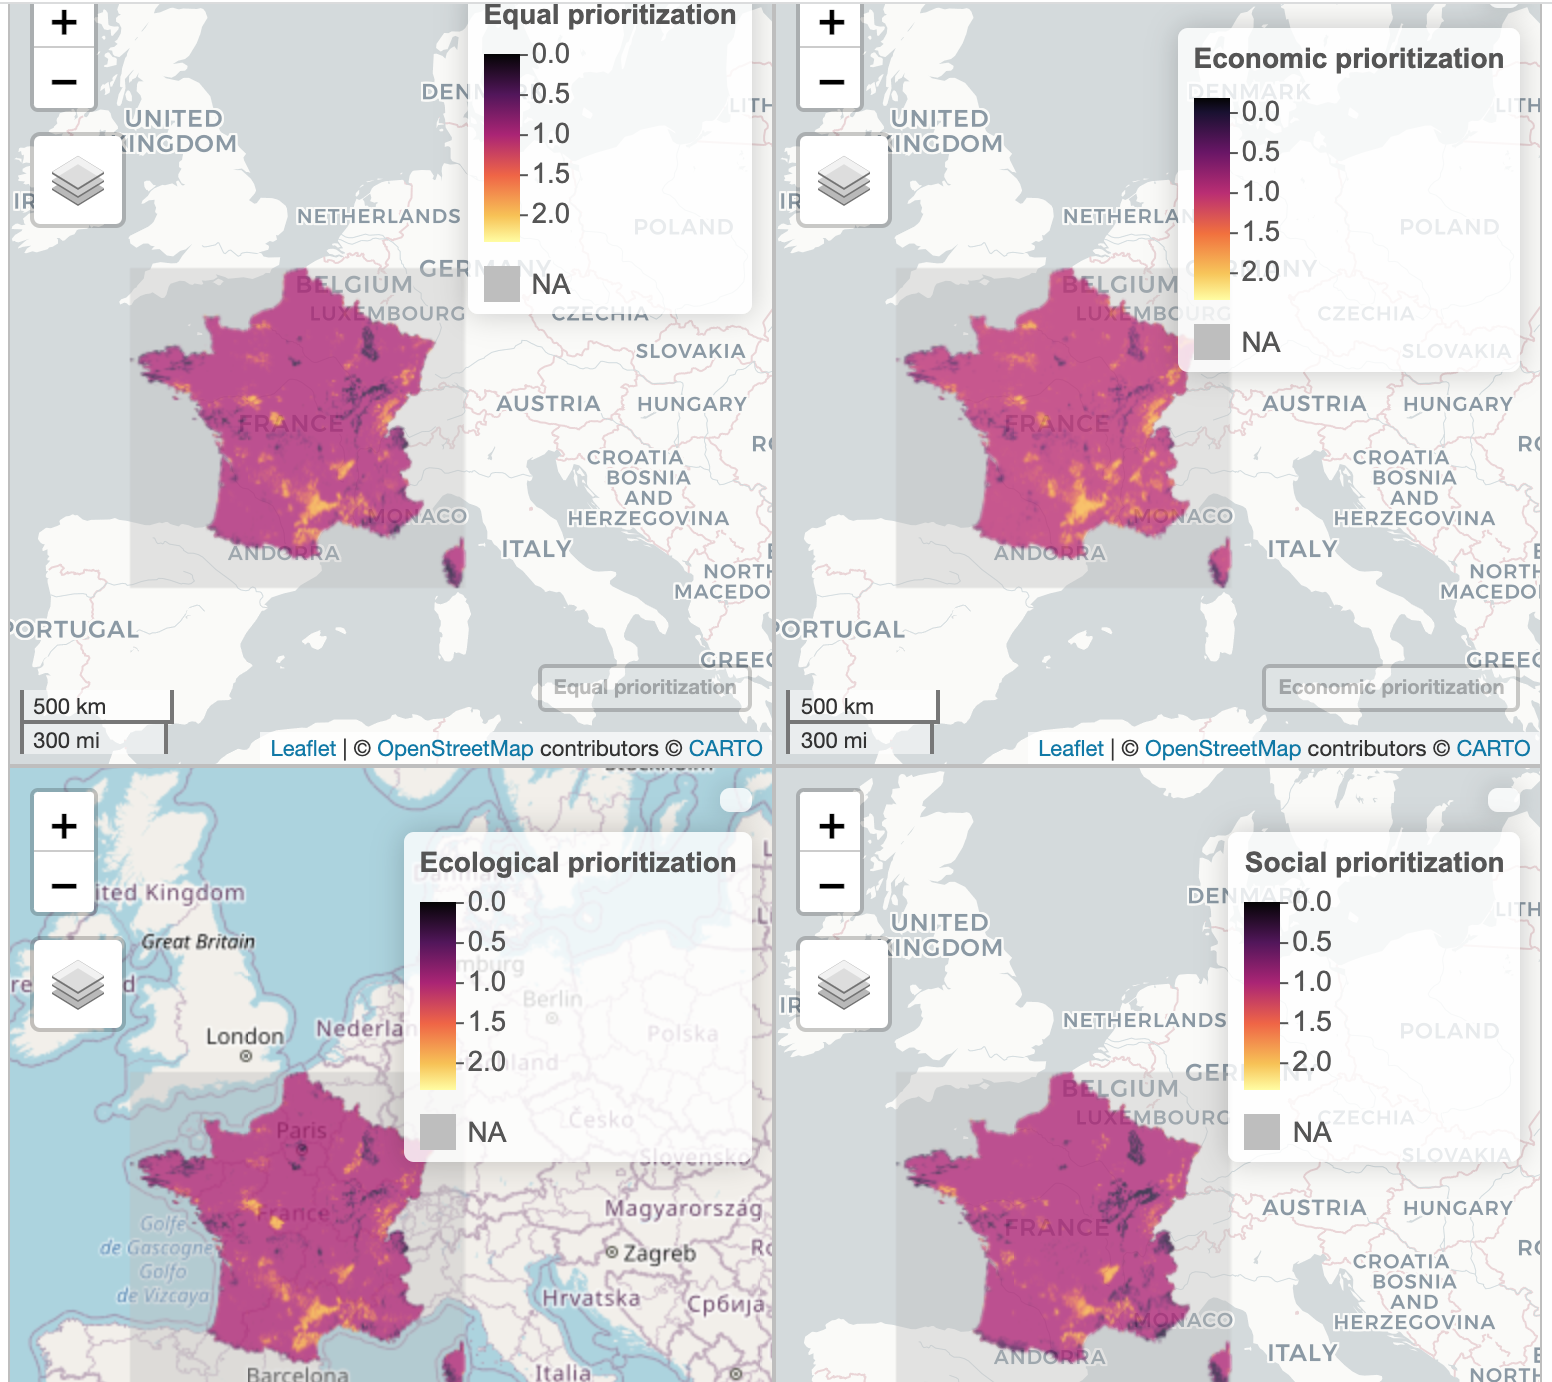 +
−
Equal prioritization
0.0
0.5
1.0
1.5
2.0
NA
UNITED
KINGDOM
NETHERLANDS
POLAND
GERMANY
BELGIUM
LUXEMBOURG
CZECHIA
SLOVAKIA
AUSTRIA
HUNGARY
FRANCE
CROATIA
BOSNIA
AND
HERZEGOVINA
MONACO
ITALY
ANDORRA
NORTH
MACEDO
PORTUGAL
GREEC
Equal prioritization
500 km
300 mi
Leaflet | © OpenStreetMap contributors © CARTO
+
−
Economic prioritization
DENMARK
0.0
0.5
1.0
1.5
2.0
NA
LITH
UNITED
KINGDOM
NETHERLA
POLAND
BELGIUM
LUXEMBOURG
CZECHIA
SLOVAKIA
AUSTRIA
HUNGARY
FRANCE
CROATIA
BOSNIA
AND
HERZEGOVINA
MONACO
ITALY
ANDORRA
NORTH
MACEDO
PORTUGAL
GREEC
Economic prioritization
500 km
300 mi
Leaflet | © OpenStreetMap contributors © CARTO
+
−
Ecological prioritization
0.0
0.5
1.0
1.5
2.0
NA
ited Kingdom
Great Britain
London
Nederlan
Berlin
Polska
Česko
Slovensko
Paris
France
Magyarország
Golfe
de Gascogne
Golfo
de Vizcaya
Zagreb
Hrvatska
Србија
Barcelona
Italia
+
−
Social prioritization
0.0
0.5
1.0
1.5
2.0
NA
DENMARK
LITH
UNITED
KINGDOM
NETHERLANDS
POLAND
BELGIUM
LUXEMBOURG
CZECHIA
SLOVAKIA
AUSTRIA
HUNGARY
FRANCE
CROATIA
BOSNIA
AND
HERZEGOVINA
MONACO
ITALY
ANDORRA
NORTH